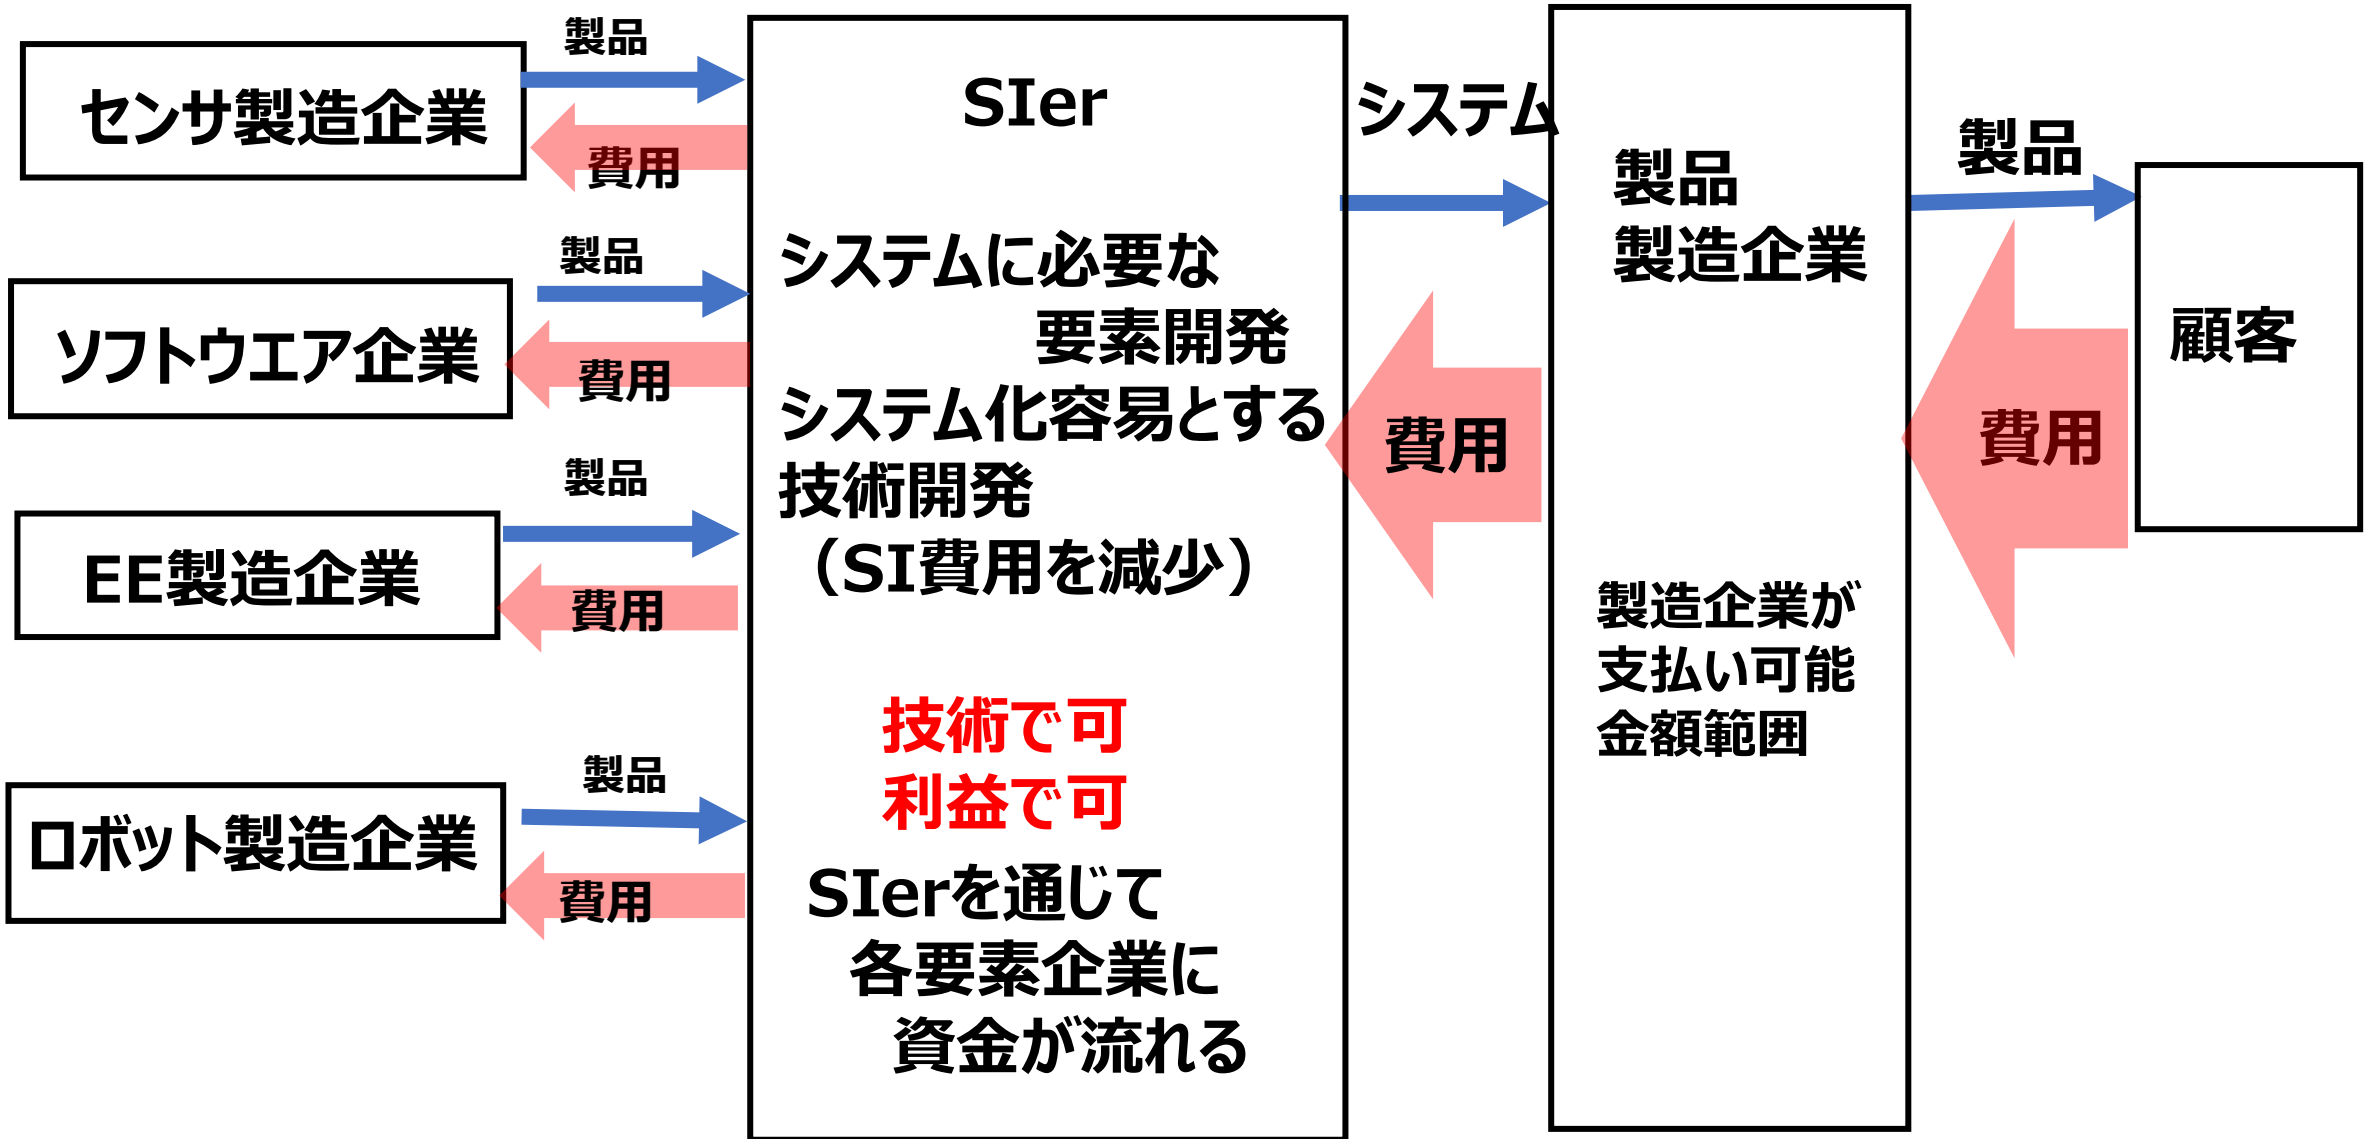 製品
センサ製造企業
費用
製品
ソフトウエア企業
費用
製品
EE製造企業
費用
製品
ロボット製造企業
費用
SIer
システムに必要な
要素開発
システム化容易とする
技術開発
（SI費用を減少）
技術で可
利益で可
SIerを通じて
各要素企業に
資金が流れる
システム
費用
製品
製造企業
製造企業が
支払い可能
金額範囲
製品
費用
顧客